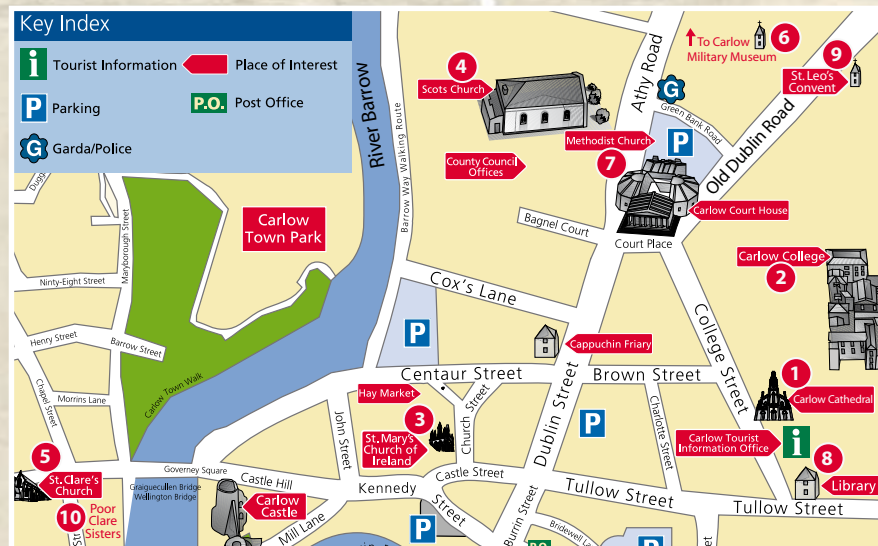 Key Index
i Tourist Information
Place of Interest
P Parking
P.O. Post Office
G Garda/Police
River Barrow
Barrow Way Walking Route
4
Scots Church
Athy Road
To Carlow
Military Museum
6
9
St. Leo's
Convent
G
Green Bank Road
Old Dublin Road
Methodist Church
P
7
County Council
Offices
Carlow Court House
Bagnel Court
Court Place
Carlow College
2
Maryborough Street
Carlow
Town Park
Ninety-Eight Street
Cox's Lane
College Street
Henry Street
Barrow Street
P
Cappuchin Friary
Centaur Street
Brown Street
1
Carlow Cathedral
Chapel Street
Morrins Lane
Carlow Town Walk
Hay Market
Dublin Street
Charlotte Street
John Street
3
St. Mary's
Church of
Ireland
Church Street
P
Carlow Tourist
Information Office
i
5
St. Clare's
Church
Governey Square
Castle Hill
Castle Street
8
Library
Graiguecullen Bridge
Wellington Bridge
Kennedy
Street
Tullow Street
Tullow Street
10
Poor
Clare
Sisters
Carlow
Castle
Mill Lane
P
Burrin Street
P.O.
P